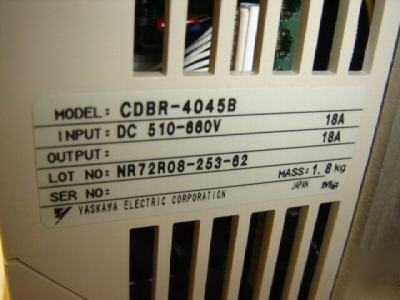 MODEL: CDBR-4045B
INPUT: DC 510-660V 18A
OUTPUT: 18A
LOT NO: NR72R08-253-62
MASS: 1.8 kg
SER NO:
YASKAWA ELECTRIC CORPORATION JAPAN